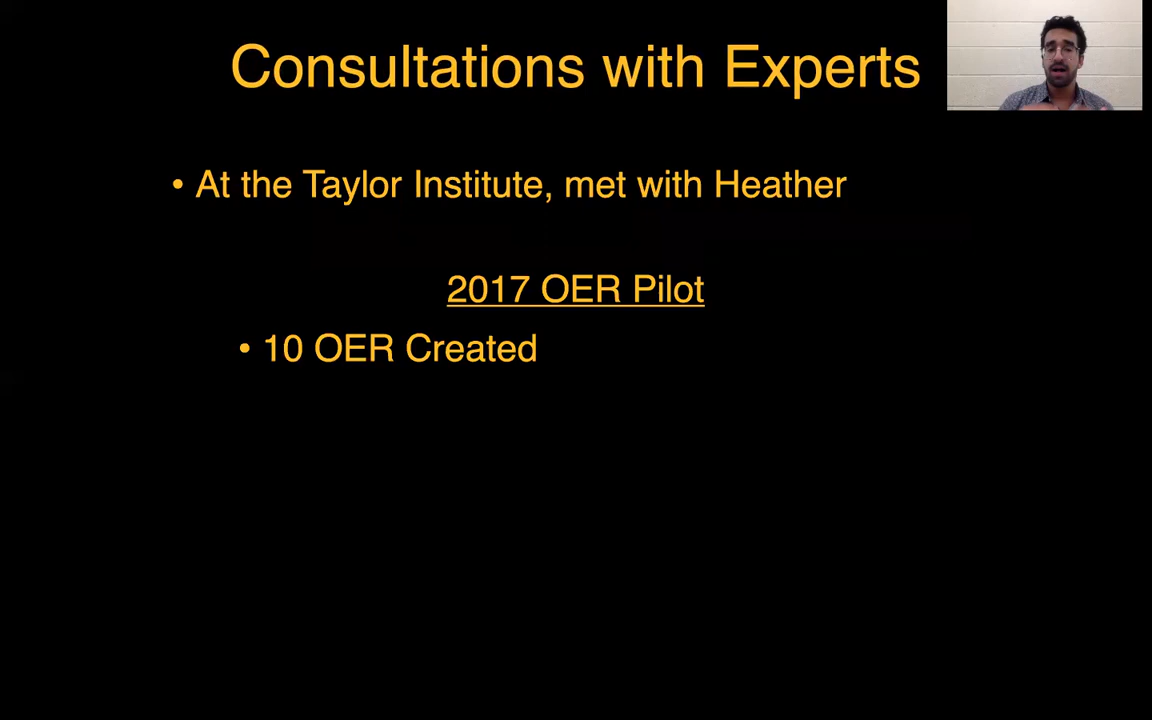 Consultations with Experts
• At the Taylor Institute, met with Heather
2017 OER Pilot
• 10 OER Created